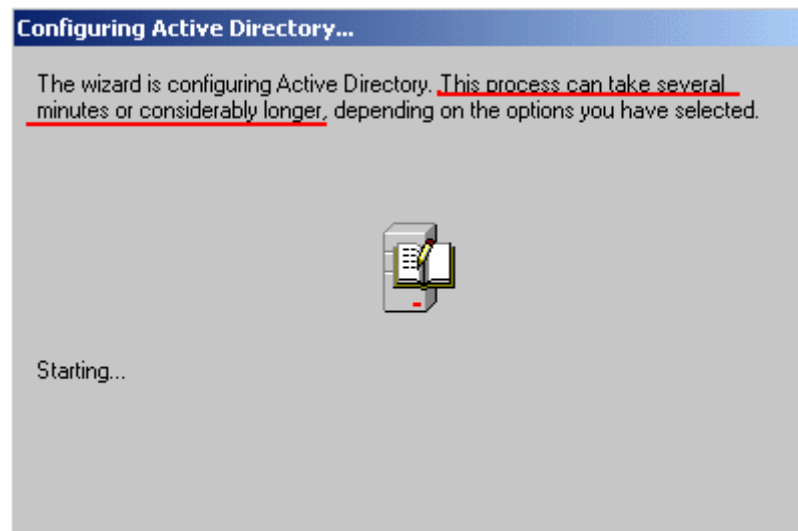 Configuring Active Directory...
The wizard is configuring Active Directory. This process can take several
minutes or considerably longer, depending on the options you have selected.
Starting...